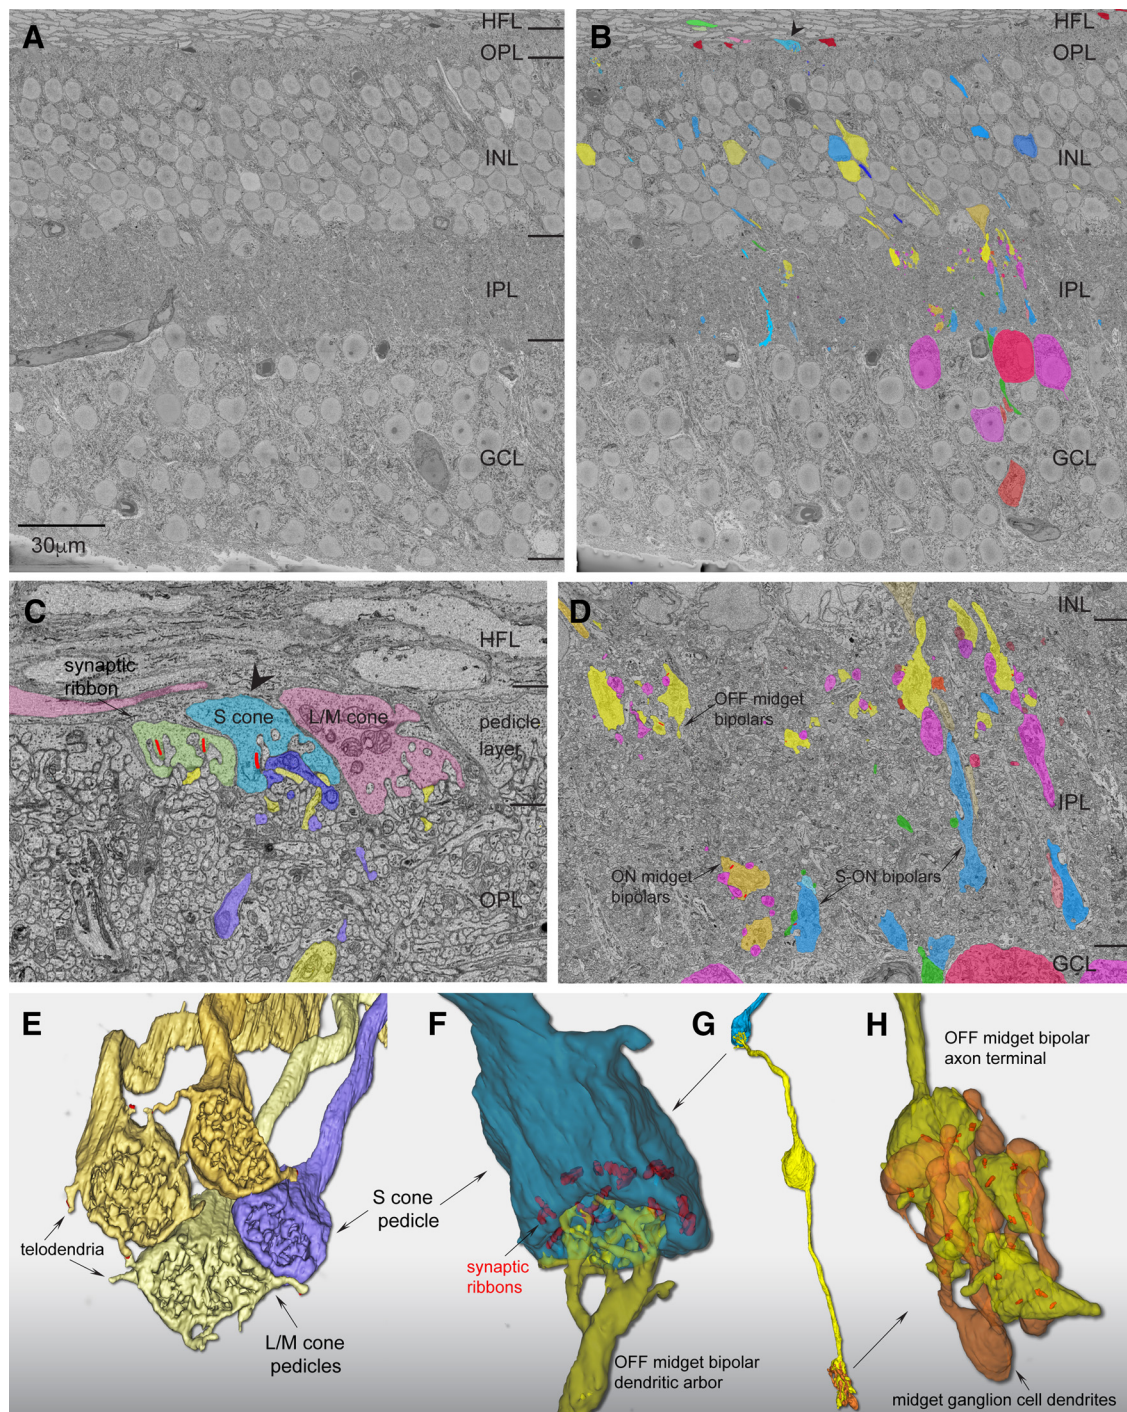 A
HFL
OPL
INL
IPL
GCL
30µm
B
HFL
OPL
INL
IPL
GCL
C
HFL
synaptic
ribbon
S cone
L/M cone
pedicle
layer
OPL
D
INL
OFF midget
bipolars
IPL
ON midget
bipolars
S-ON bipolars
GCL
E
telodendria
L/M cone
pedicles
S cone
pedicle
F
synaptic
ribbons
OFF midget bipolar
dendritic arbor
G
H
OFF midget bipolar
axon terminal
midget ganglion cell dendrites